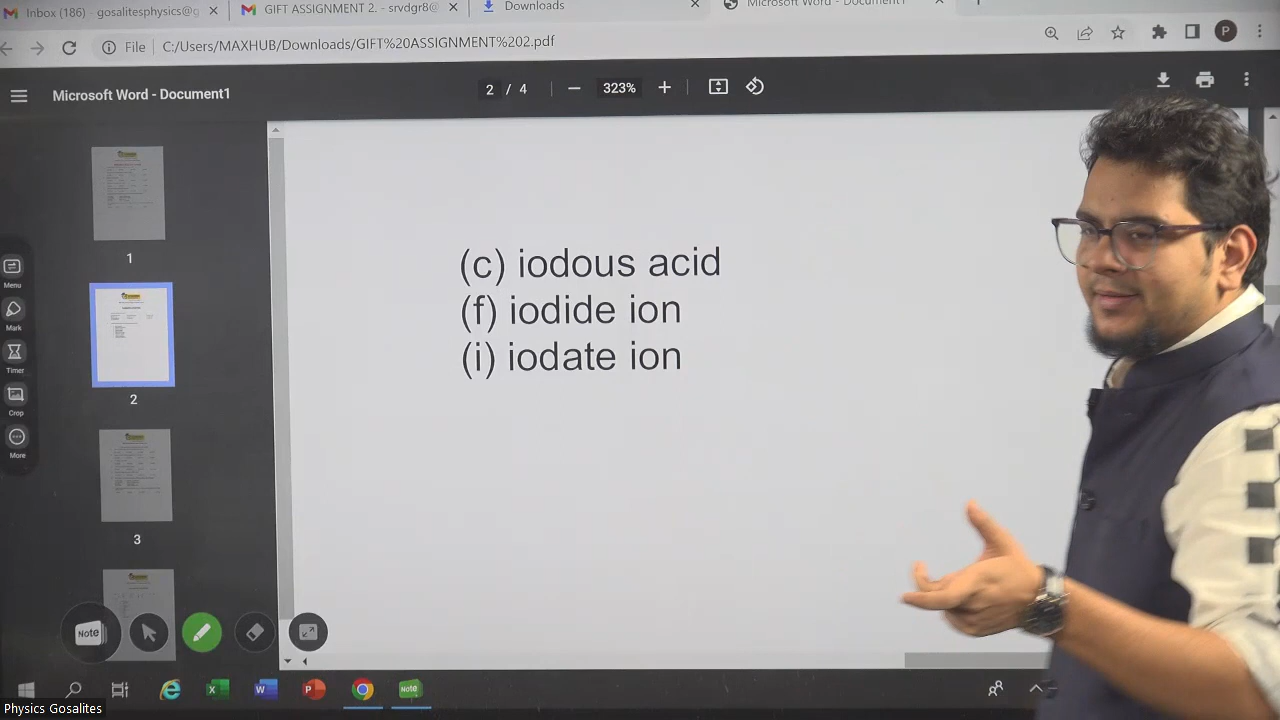 Inbox (186) - gosalitesphysics@g
GIFT ASSIGNMENT 2. - srvdgr8@
Downloads
Microsoft Word - Document1
File
C:/Users/MAXHUB/Downloads/GIFT%20ASSIGNMENT%202.pdf
P
Microsoft Word - Document1
2 / 4
323%
1
2
3
Menu
Mark
Timer
Crop
More
(c) iodous acid
(f) iodide ion
(i) iodate ion
Note
Note
Physics Gosalites